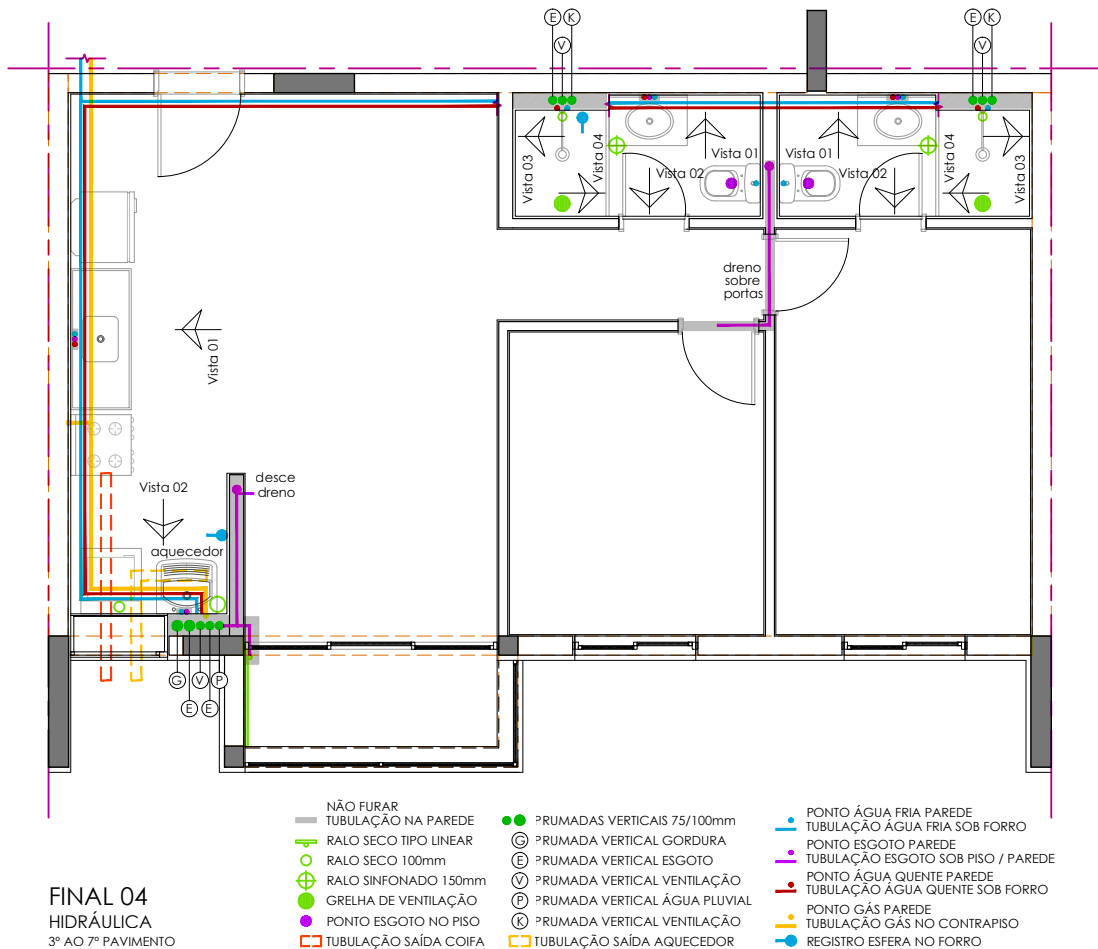 E K
V
E K
V
Vista 03
Vista 04
Vista 01
Vista 02
Vista 01
Vista 02
Vista 04
Vista 03
dreno
sobre
portas
Vista 01
desce
dreno
Vista 02
aquecedor
G V P
E E
FINAL 04
HIDRÁULICA
3º AO 7º PAVIMENTO
NÃO FURAR
TUBULAÇÃO NA PAREDE
RALO SECO TIPO LINEAR
RALO SECO 100mm
RALO SINFONADO 150mm
GRELHA DE VENTILAÇÃO
PONTO ESGOTO NO PISO
TUBULAÇÃO SAÍDA COIFA
PRUMADAS VERTICAIS 75/100mm
G PRUMADA VERTICAL GORDURA
E PRUMADA VERTICAL ESGOTO
V PRUMADA VERTICAL VENTILAÇÃO
P PRUMADA VERTICAL ÁGUA PLUVIAL
K PRUMADA VERTICAL VENTILAÇÃO
TUBULAÇÃO SAÍDA AQUECEDOR
PONTO ÁGUA FRIA PAREDE
TUBULAÇÃO ÁGUA FRIA SOB FORRO
PONTO ESGOTO PAREDE
TUBULAÇÃO ESGOTO SOB PISO / PAREDE
PONTO ÁGUA QUENTE PAREDE
TUBULAÇÃO ÁGUA QUENTE SOB FORRO
PONTO GÁS PAREDE
TUBULAÇÃO GÁS NO CONTRAPISO
REGISTRO ESFERA NO FORRO